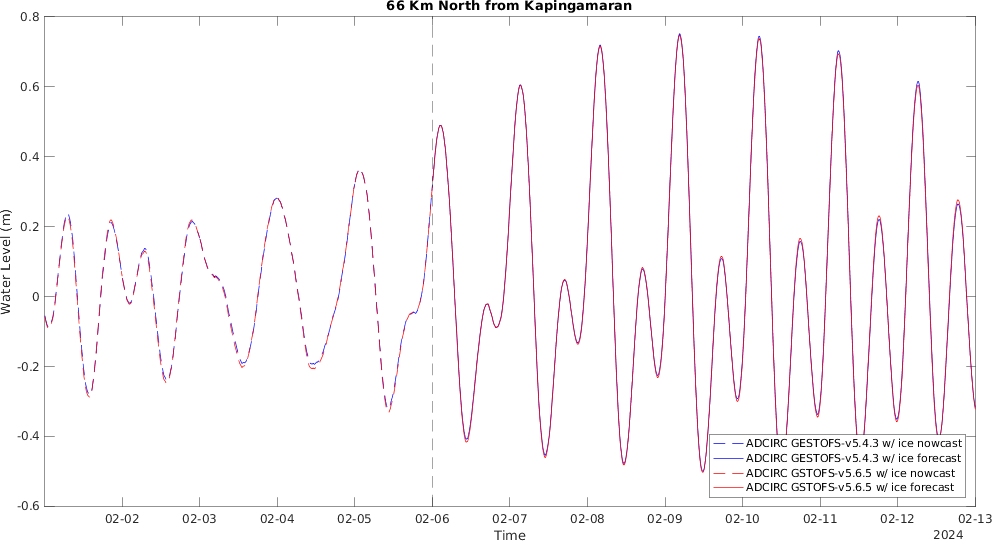 66 Km North from Kapingamaran
0.8
0.6
0.4
0.2
0
-0.2
-0.4
-0.6
Water Level (m)
ADCIRC GESTOFS-v5.4.3 w/ ice nowcast
ADCIRC GESTOFS-v5.4.3 w/ ice forecast
ADCIRC GSTOFS-v5.6.5 w/ ice nowcast
ADCIRC GSTOFS-v5.6.5 w/ ice forecast
02-02 02-03 02-04 02-05 02-06 02-07 02-08 02-09 02-10 02-11 02-12 02-13
Time
2024